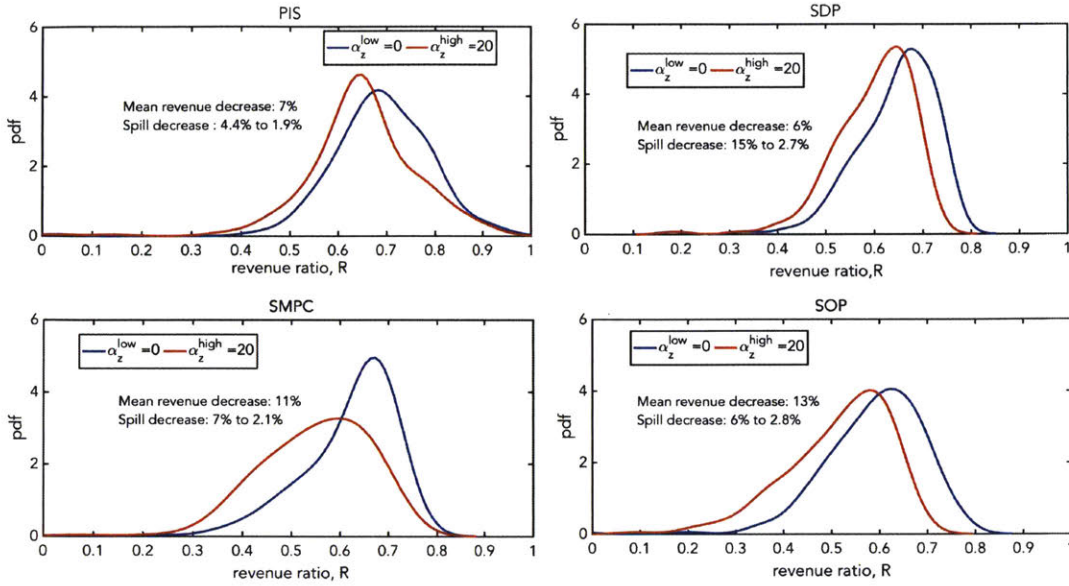 PIS
6
4
2
0
pdf
α_z^low =0 α_z^high =20
Mean revenue decrease: 7%
Spill decrease : 4.4% to 1.9%
0 0.1 0.2 0.3 0.4 0.5 0.6 0.7 0.8 0.9 1
revenue ratio, R
SDP
6
4
2
0
pdf
α_z^low =0 α_z^high =20
Mean revenue decrease: 6%
Spill decrease: 15% to 2.7%
0 0.1 0.2 0.3 0.4 0.5 0.6 0.7 0.8 0.9 1
revenue ratio,R
SMPC
6
4
2
0
pdf
α_z^low =0 α_z^high =20
Mean revenue decrease: 11%
Spill decrease: 7% to 2.1%
0 0.1 0.2 0.3 0.4 0.5 0.6 0.7 0.8 0.9 1
revenue ratio, R
SOP
6
4
2
0
pdf
α_z^low =0 α_z^high =20
Mean revenue decrease: 13%
Spill decrease: 6% to 2.8%
0 0.1 0.2 0.3 0.4 0.5 0.6 0.7 0.8 0.9 1
revenue ratio, R